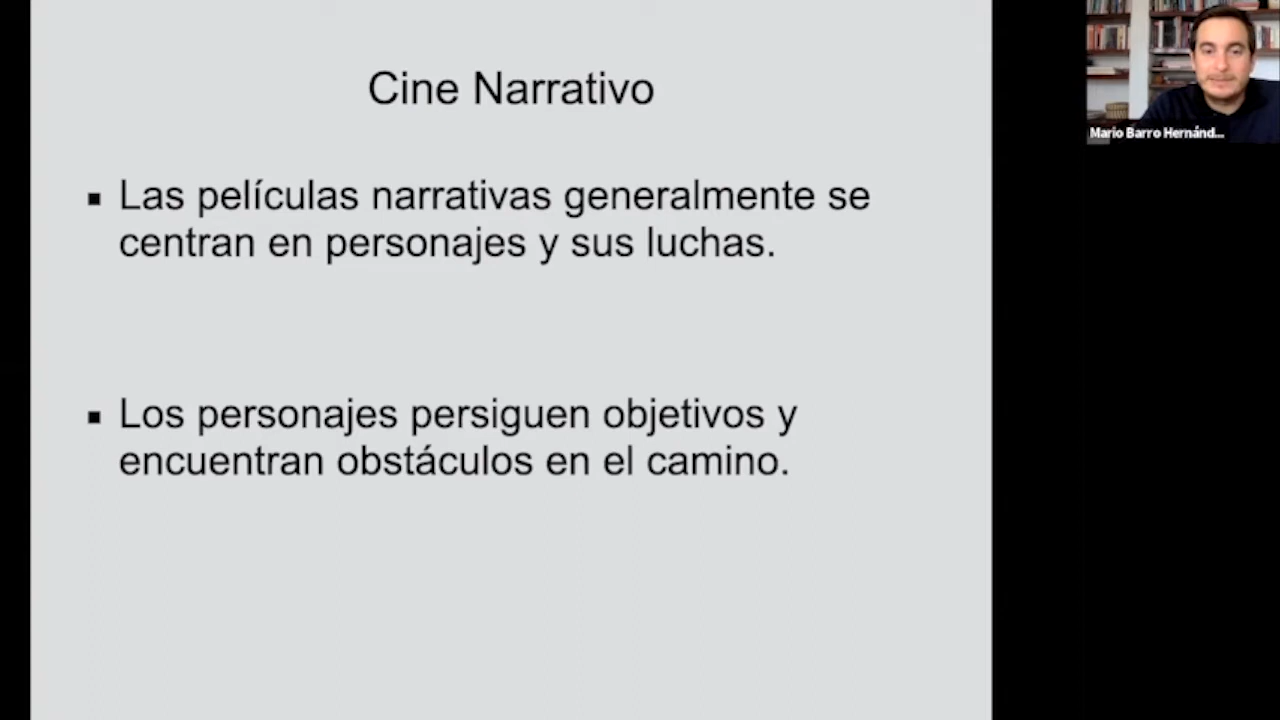 Cine Narrativo
▪ Las películas narrativas generalmente se
centran en personajes y sus luchas.
▪ Los personajes persiguen objetivos y
encuentran obstáculos en el camino.
Mario Barro Hernánd...